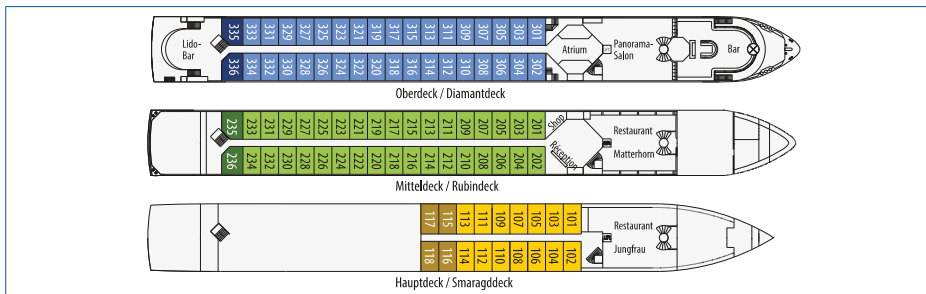 335 333 331 329 327 325 323 321 319 317 315 313 311 309 307 305 303 301
Lido-
Bar
Atrium
Panorama-
Salon
Bar
336 334 332 330 328 326 324 322 320 318 316 314 312 310 308 306 304 302
Oberdeck / Diamantdeck
235 233 231 229 227 225 223 221 219 217 215 213 211 209 207 205 203 201
Shop
Réception
Restaurant
Matterhorn
236 234 232 230 228 226 224 222 220 218 216 214 212 210 208 206 204 202
Mitteldeck / Rubindeck
117 115 113 111 109 107 105 103 101
Restaurant
Jungfrau
118 116 114 112 110 108 106 104 102
Hauptdeck / Smaragddeck